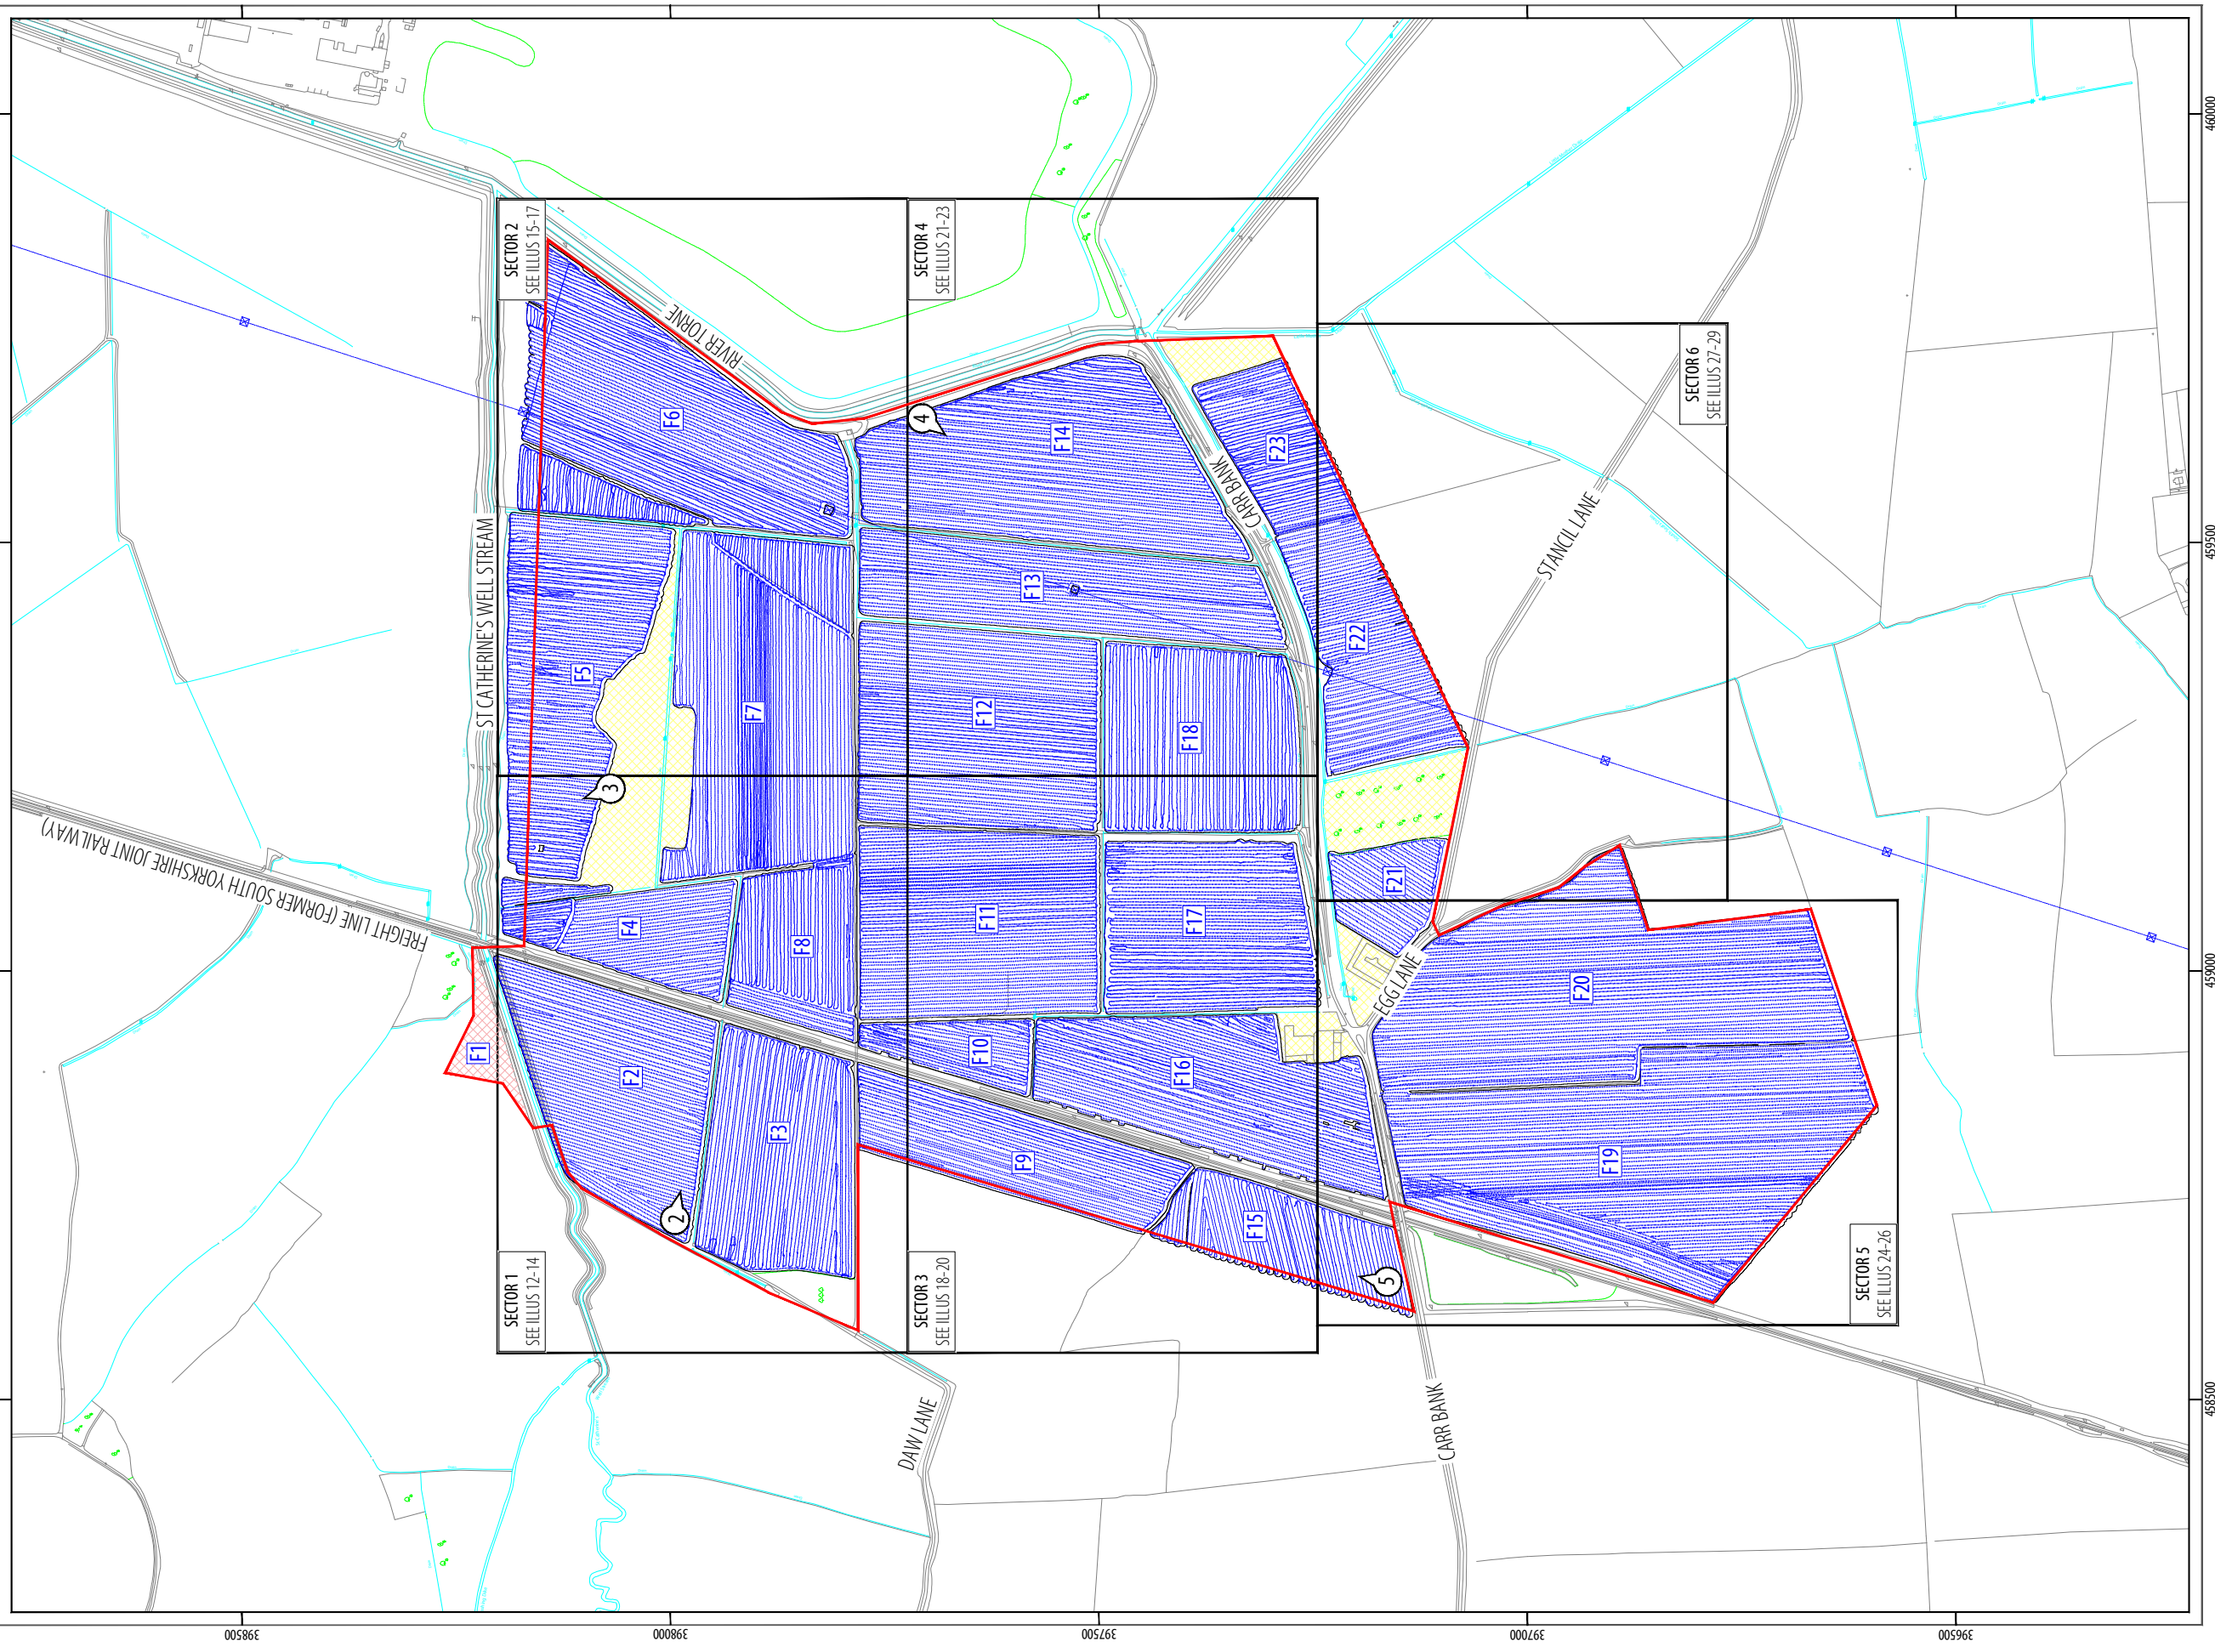 FREIGHT LINE (FORMER SOUTH YORKSHIRE JOINT RAILWAY)
ST CATHERINE'S WELL STREAM
RIVER TORNE
SECTOR 1
SEE ILLUS 12-14
SECTOR 2
SEE ILLUS 15-17
SECTOR 3
SEE ILLUS 18-20
SECTOR 4
SEE ILLUS 21-23
SECTOR 5
SEE ILLUS 24-26
SECTOR 6
SEE ILLUS 27-29
F1
F2
F3
F4
F5
F6
F7
F8
F9
F10
F11
F12
F13
F14
F15
F16
F17
F18
F19
F20
F21
F22
F23
2
3
4
5
DAW LANE
CARR BANK
CARR BANK
EGG LANE
STANCIL LANE
398500
398000
397500
397000
396500
458500
459000
459500
460000